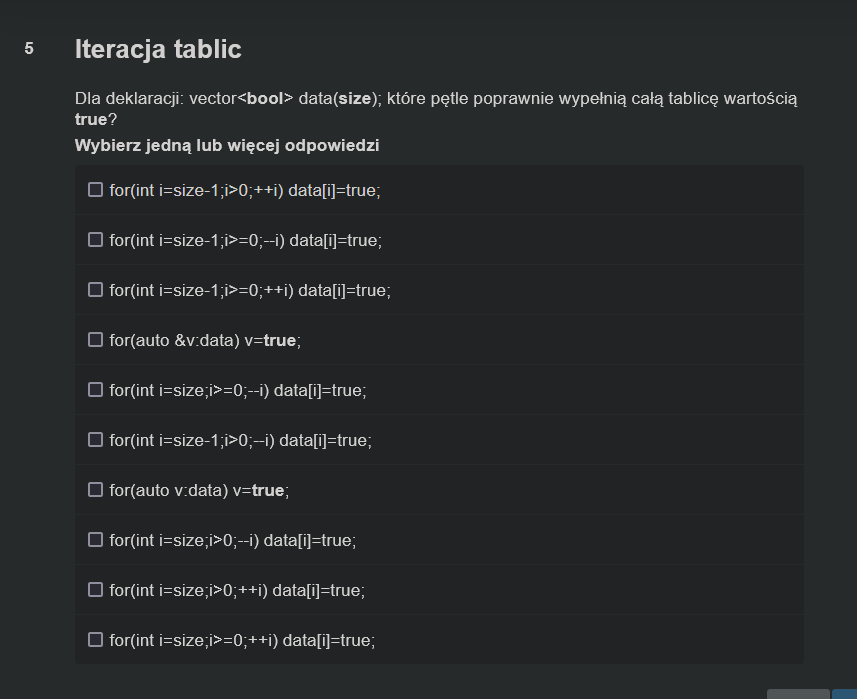 5
Iteracja tablic
Dla deklaracji: vector<bool> data(size); które pętle poprawnie wypełnią całą tablicę wartością
true?
Wybierz jedną lub więcej odpowiedzi
for(int i=size-1;i>0;++i) data[i]=true;
for(int i=size-1;i>=0;--i) data[i]=true;
for(int i=size-1;i>=0;++i) data[i]=true;
for(auto &v:data) v=true;
for(int i=size;i>=0;--i) data[i]=true;
for(int i=size-1;i>0;--i) data[i]=true;
for(auto v:data) v=true;
for(int i=size;i>0;--i) data[i]=true;
for(int i=size;i>0;++i) data[i]=true;
for(int i=size;i>=0;++i) data[i]=true;